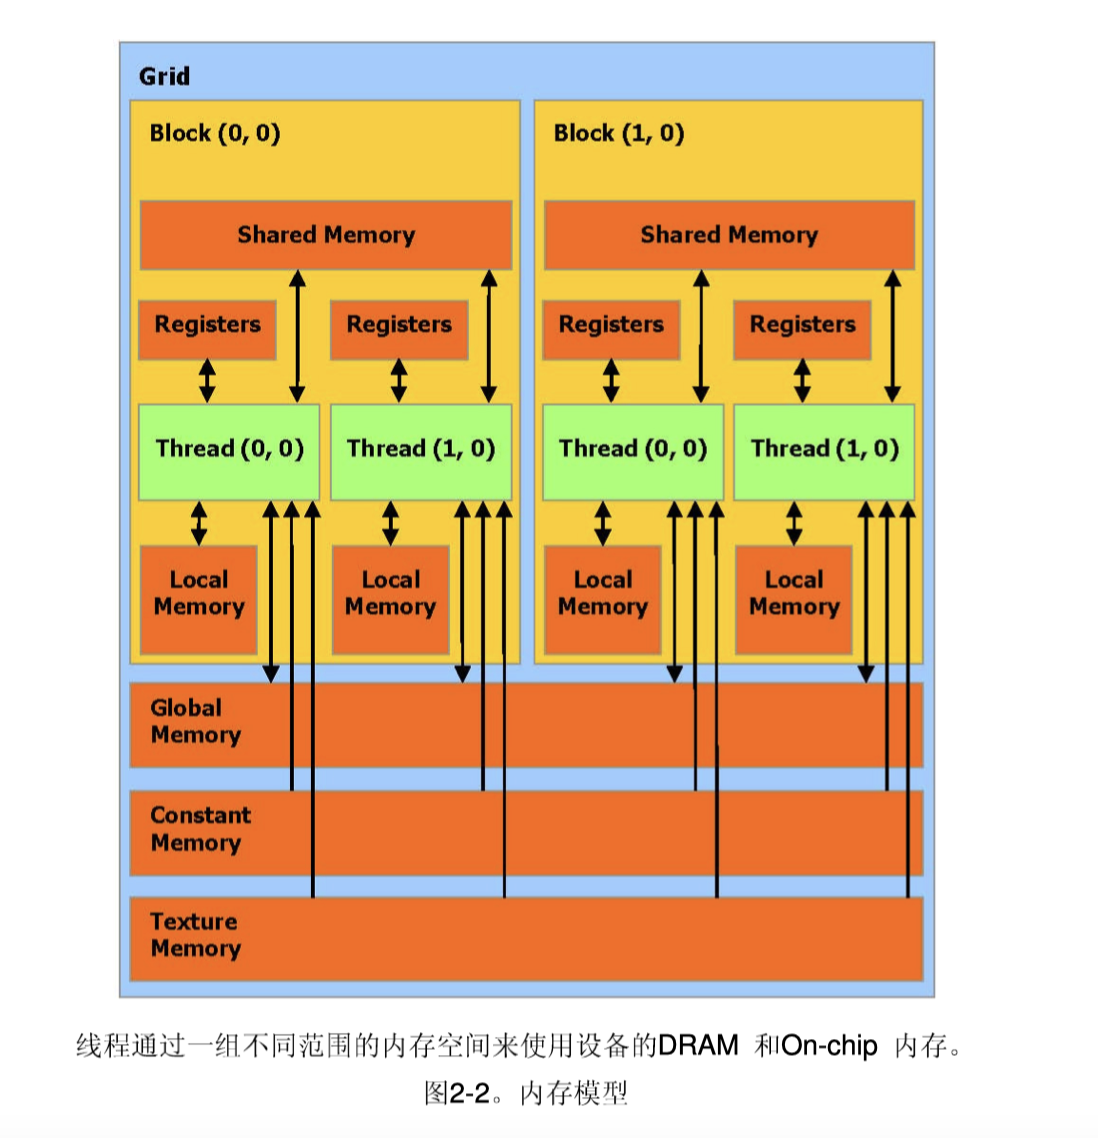 Grid
Block (0, 0)
Block (1, 0)
Shared Memory
Shared Memory
Registers
Registers
Registers
Registers
Thread (0, 0)
Thread (1, 0)
Thread (0, 0)
Thread (1, 0)
Local
Memory
Local
Memory
Local
Memory
Local
Memory
Global
Memory
Constant
Memory
Texture
Memory
线程通过一组不同范围的内存空间来使用设备的DRAM 和On-chip 内存。
图2-2。内存模型